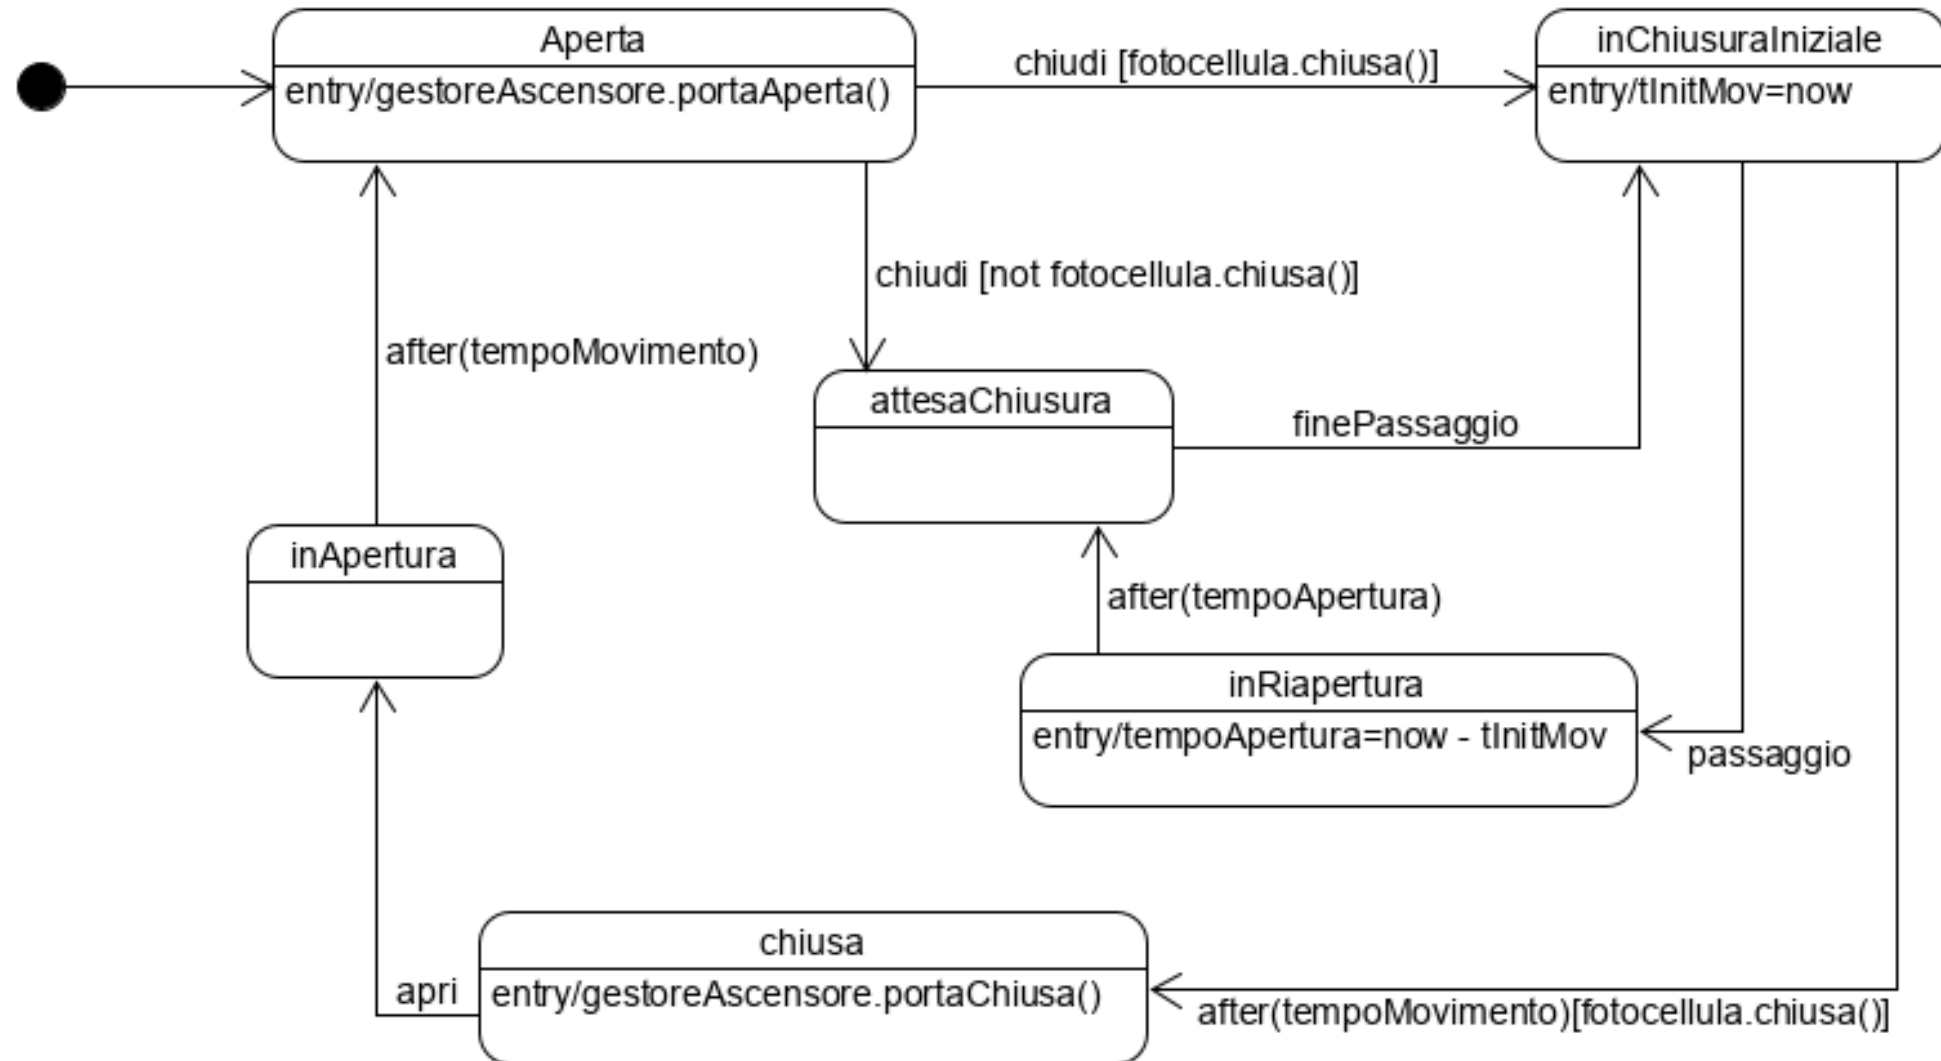 Aperta
entry/gestoreAscensore.portaAperta()
chiudi [fotocellula.chiusa()]
inChiusuraIniziale
entry/tInitMov=now
chiudi [not fotocellula.chiusa()]
after(tempoMovimento)
attesaChiusura
finePassaggio
inApertura
after(tempoApertura)
inRiapertura
entry/tempoApertura=now - tInitMov
passaggio
chiusa
entry/gestoreAscensore.portaChiusa()
apri
after(tempoMovimento)[fotocellula.chiusa()]